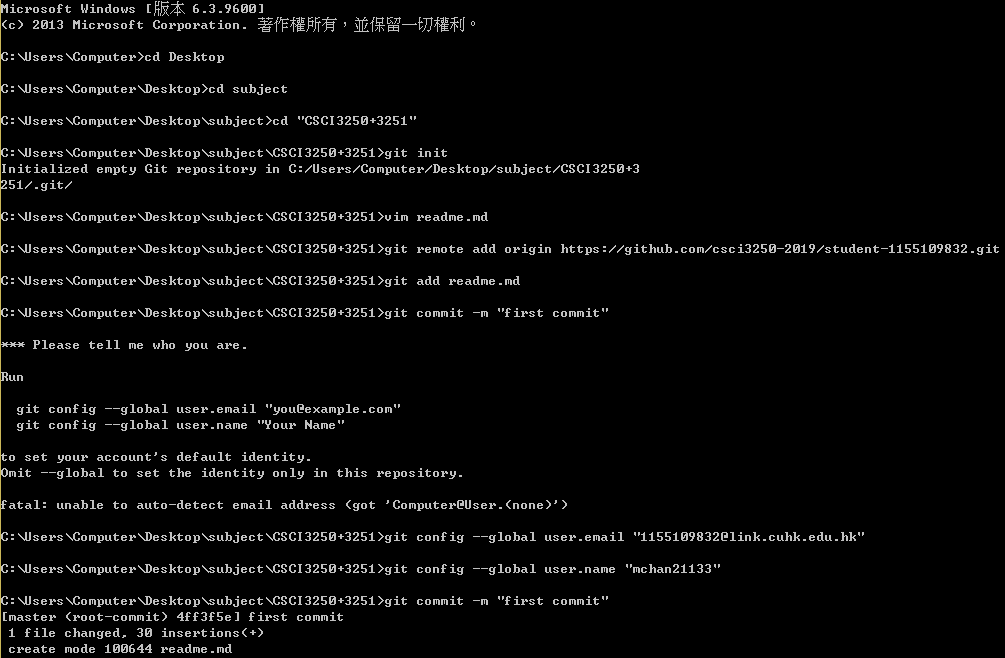 Microsoft Windows [版本 6.3.9600]
(c) 2013 Microsoft Corporation. 著作權所有，並保留一切權利。
C:\Users\Computer>cd Desktop
C:\Users\Computer\Desktop>cd subject
C:\Users\Computer\Desktop\subject>cd "CSCI3250+3251"
C:\Users\Computer\Desktop\subject\CSCI3250+3251>git init
Initialized empty Git repository in C:/Users/Computer/Desktop/subject/CSCI3250+3
251/.git/
C:\Users\Computer\Desktop\subject\CSCI3250+3251>vim readme.md
C:\Users\Computer\Desktop\subject\CSCI3250+3251>git remote add origin https://github.com/csci3250-2019/student-1155109832.git
C:\Users\Computer\Desktop\subject\CSCI3250+3251>git add readme.md
C:\Users\Computer\Desktop\subject\CSCI3250+3251>git commit -m "first commit"
*** Please tell me who you are.
Run
  git config --global user.email "you@example.com"
  git config --global user.name "Your Name"
to set your account's default identity.
Omit --global to set the identity only in this repository.
fatal: unable to auto-detect email address (got 'Computer@User.(none)')
C:\Users\Computer\Desktop\subject\CSCI3250+3251>git config --global user.email "1155109832@link.cuhk.edu.hk"
C:\Users\Computer\Desktop\subject\CSCI3250+3251>git config --global user.name "mchan21133"
C:\Users\Computer\Desktop\subject\CSCI3250+3251>git commit -m "first commit"
[master (root-commit) 4ff3f5e] first commit
 1 file changed, 30 insertions(+)
 create mode 100644 readme.md